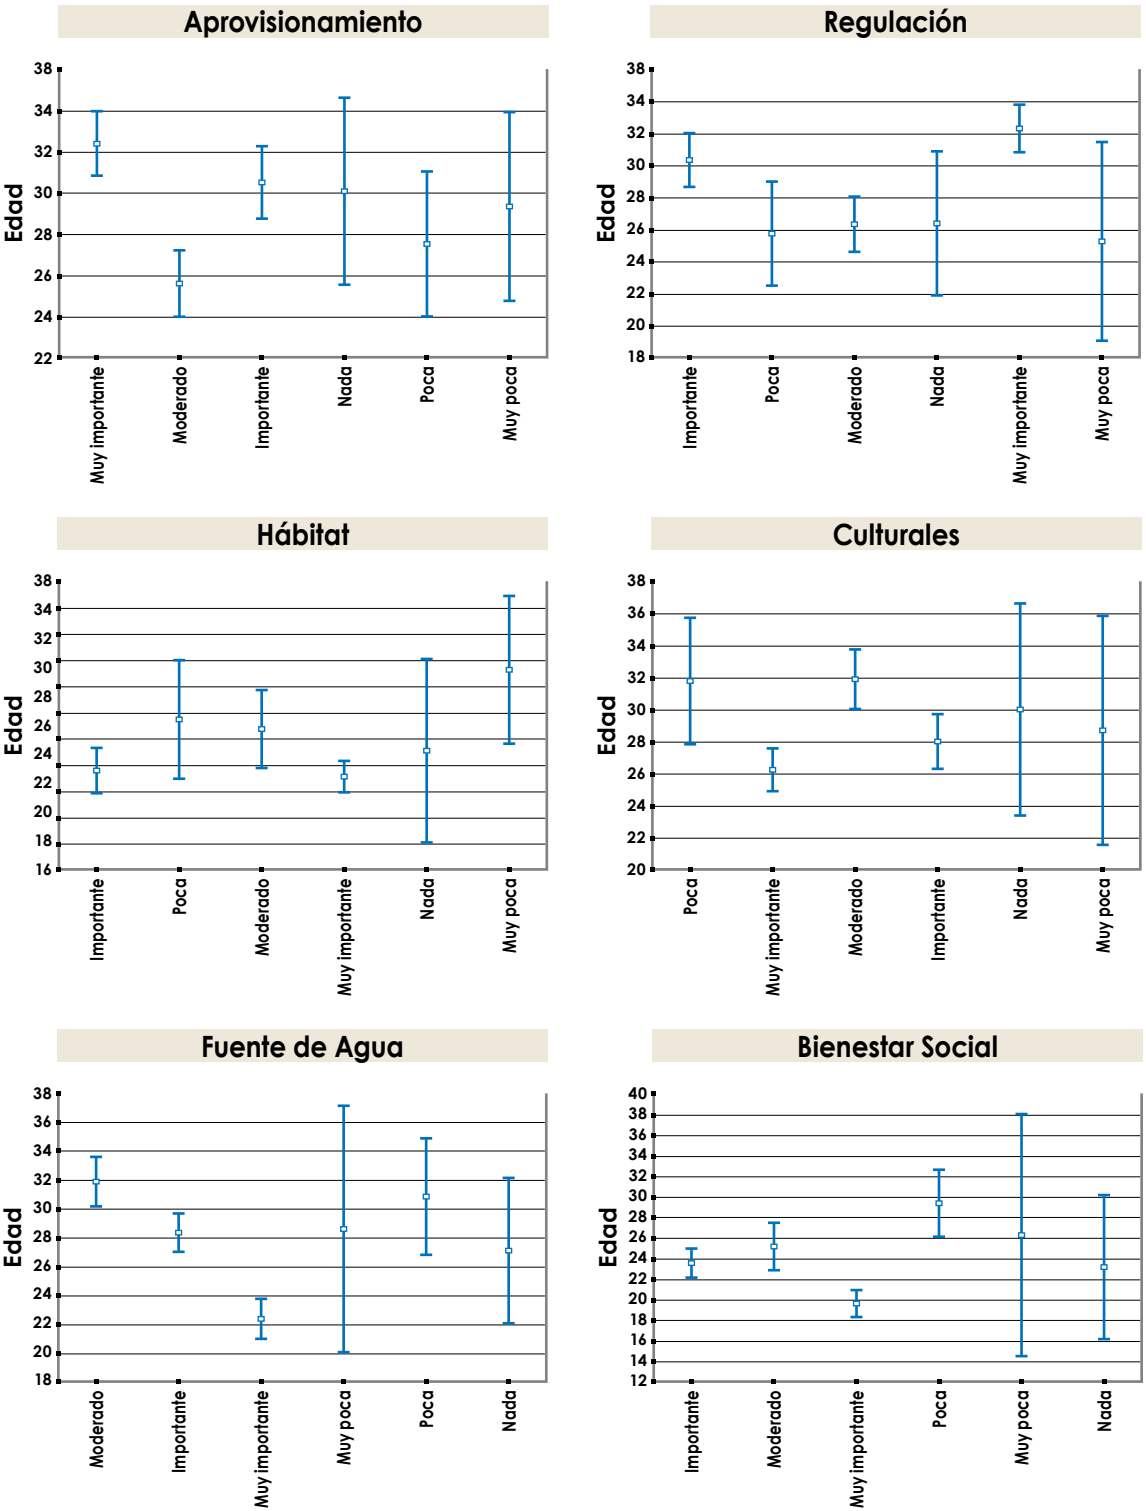 Aprovisionamiento
Edad
38
34
32
30
28
26
24
22
Muy importante
Moderado
Importante
Nada
Poca
Muy poca
Regulación
Edad
38
34
32
30
28
26
24
22
20
18
Importante
Poca
Moderado
Nada
Muy importante
Muy poca
Hábitat
Edad
38
34
32
30
28
26
24
22
20
18
16
Importante
Poca
Moderado
Muy importante
Nada
Muy poca
Culturales
Edad
38
36
34
32
30
28
26
24
22
20
Poca
Muy importante
Moderado
Importante
Nada
Muy poca
Fuente de Agua
Edad
38
36
34
32
30
28
26
24
22
20
18
Moderado
Importante
Muy importante
Muy poca
Poca
Nada
Bienestar Social
Edad
40
38
36
34
32
30
28
26
24
22
20
18
16
14
12
Importante
Moderado
Muy importante
Poca
Muy poca
Nada